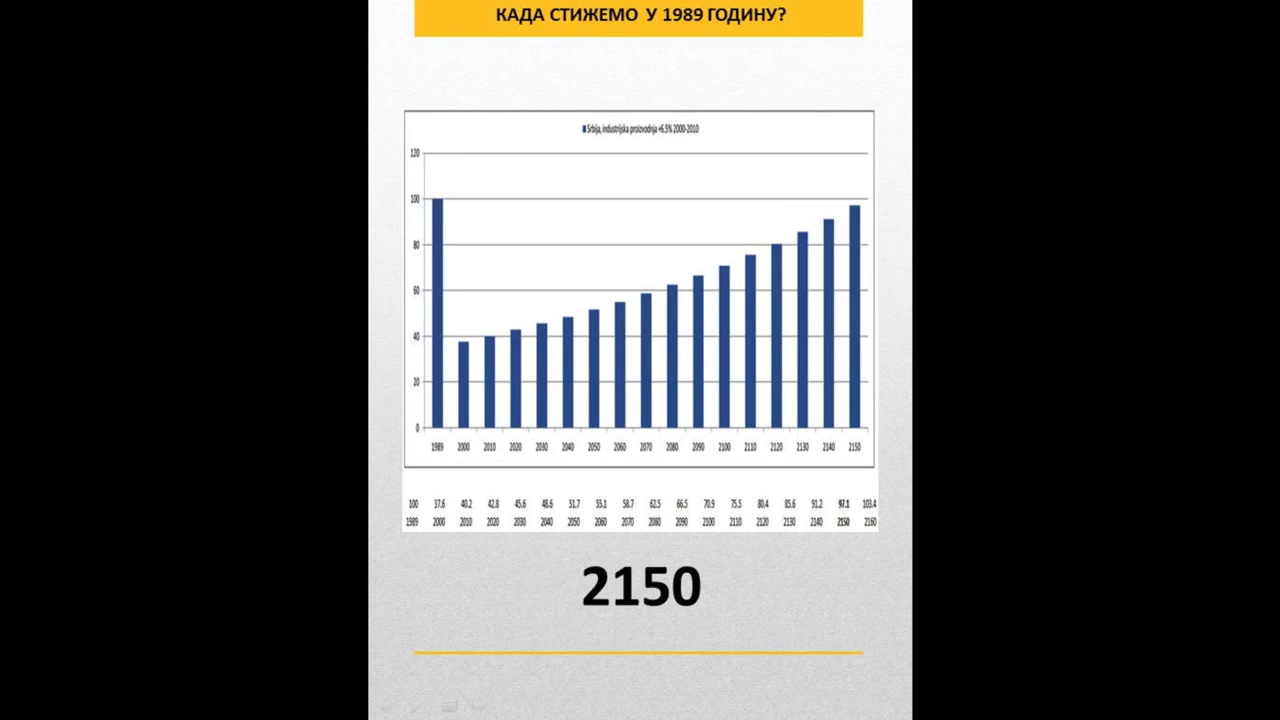 КАДА СТИЖЕМО У 1989 ГОДИНУ?
Srbija, industrijska proizvodnja +6.5% 2000-2010
120
100
80
60
40
20
0
1989 2000 2010 2020 2030 2040 2050 2060 2070 2080 2090 2100 2110 2120 2130 2140 2150
100 37.6 40.2 42.8 45.6 48.6 51.7 55.1 58.7 62.5 66.5 70.9 75.5 80.4 85.6 91.2 97.1 103.4
1989 2000 2010 2020 2030 2040 2050 2060 2070 2080 2090 2100 2110 2120 2130 2140 2150 2160
2150